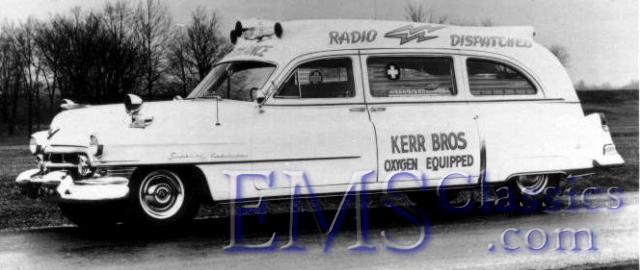 RADIO DISPATCHED
KERR BROS
OXYGEN EQUIPPED
EMSClassics
.com